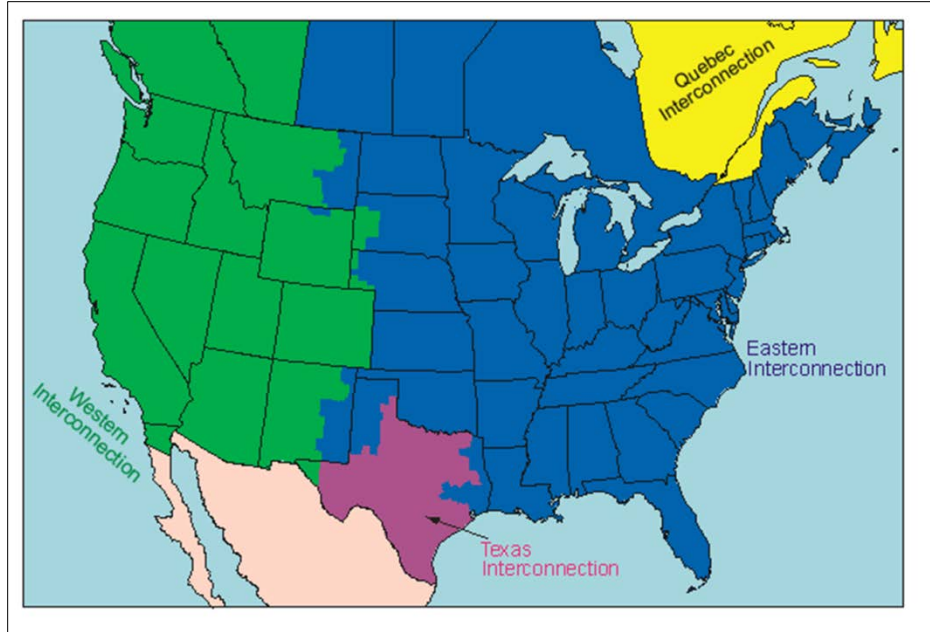 Quebec
Interconnection
Eastern
Interconnection
Western
Interconnection
Texas
Interconnection